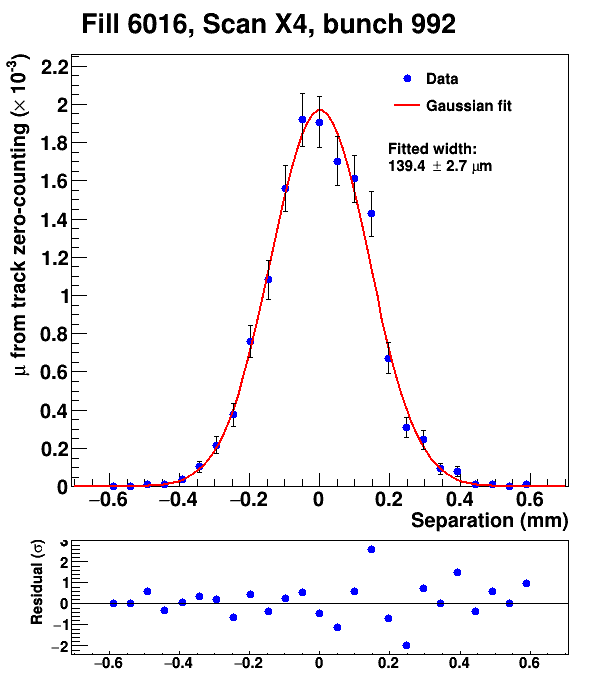 Fill 6016, Scan X4, bunch 992
μ from track zero-counting (× 10⁻³)
2.2
2
1.8
1.6
1.4
1.2
1
0.8
0.6
0.4
0.2
0
Data
Gaussian fit
Fitted width:
139.4 ± 2.7 μm
−0.6 −0.4 −0.2 0 0.2 0.4 0.6
Separation (mm)
Residual (σ)
3
2
1
0
−1
−2
−0.6 −0.4 −0.2 0 0.2 0.4 0.6